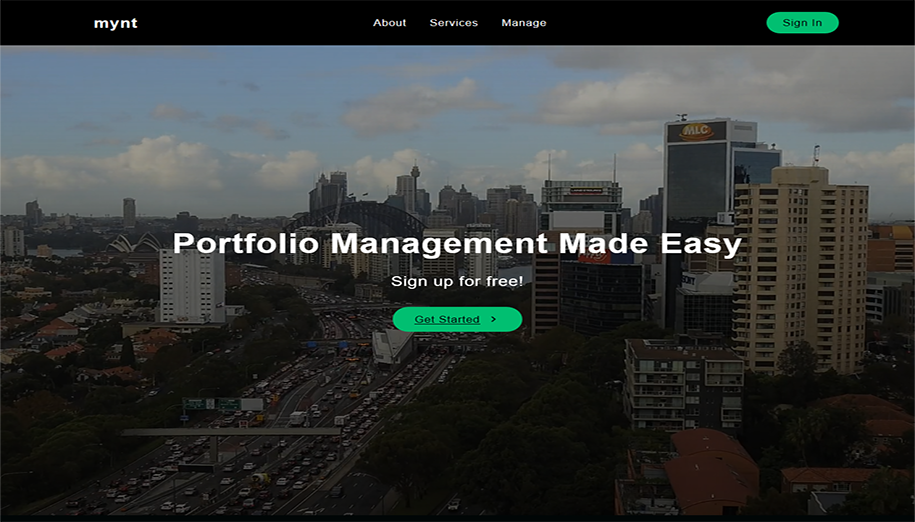 mynt
About Services Manage
Sign In
MLC
Portfolio Management Made Easy
Sign up for free!
Get Started >